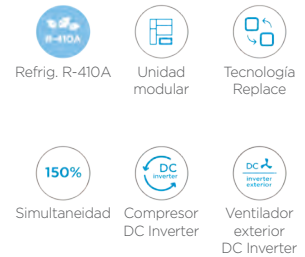 R-410A
Refrig. R-410A
Unidad
modular
Tecnología
Replace
150%
Simultaneidad
DC
inverter
Compresor
DC Inverter
DC
inverter
exterior
Ventilador
exterior
DC Inverter